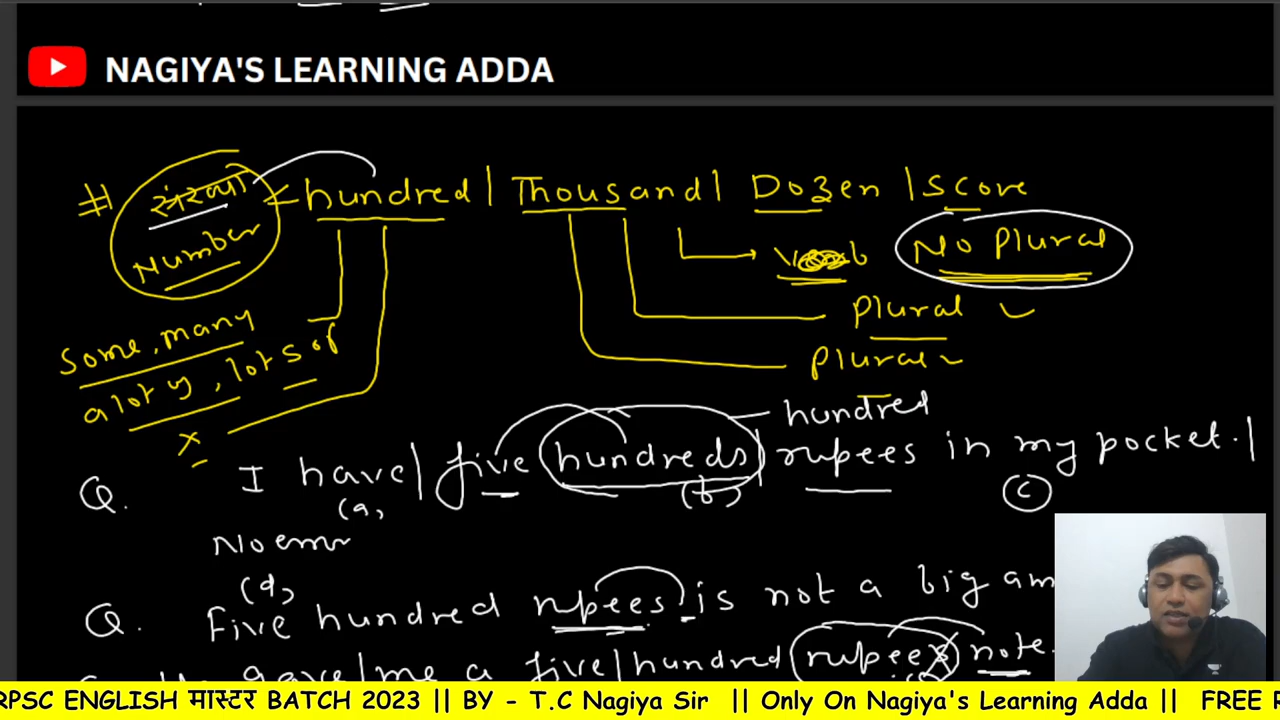 NAGIYA'S LEARNING ADDA
# संख्या = hundred | Thousand | Dozen | Score
Number
No Plural
Plural
Some, many
Plural
a lot of, lots of
x
hundred
Q. I have | five hundreds | rupees in my pocket. |
(a) (b) (c)
No error
(d)
Q. Five hundred rupees is not a big am
gave | me a five | hundred rupees note.
RPSC ENGLISH मास्टर BATCH 2023 || BY - T.C Nagiya Sir || Only On Nagiya's Learning Adda || FREE